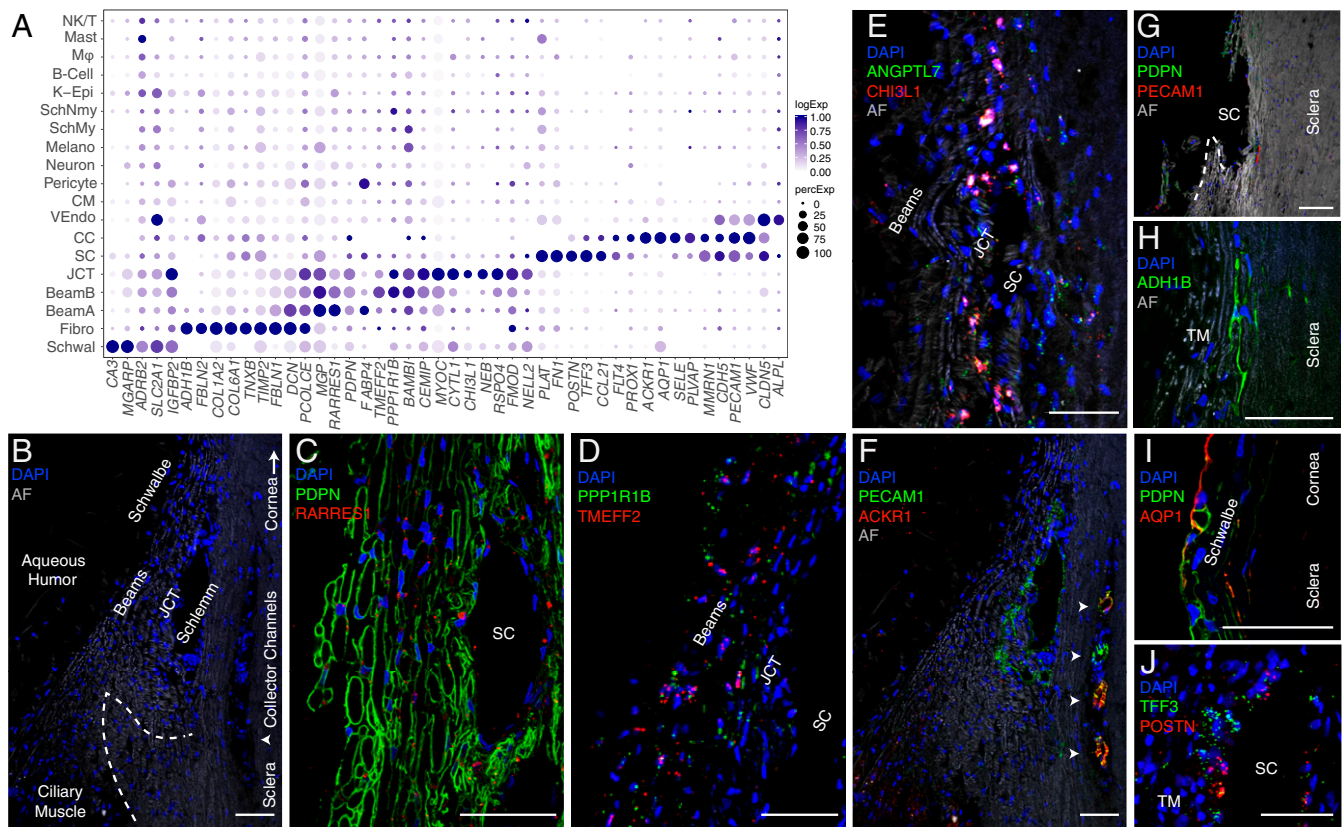 A
NK/T
Mast
Mφ
B-Cell
K−Epi
SchNmy
SchMy
Melano
Neuron
Pericyte
CM
VEndo
CC
SC
JCT
BeamB
BeamA
Fibro
Schwal
CA3
MGARP
ADRB2
SLC2A1
IGFBP2
ADH1B
FBLN2
COL1A2
COL6A1
TNXB
TIMP2
FBLN1
DCN
PCOLCE
MGP
RARRES1
PDPN
FABP4
TMEFF2
PPP1R1B
BAMBI
CEMIP
MYOC
CYTL1
CHI3L1
NEB
RSPO4
FMOD
NELL2
PLAT
FN1
POSTN
TFF3
CCL21
FLT4
PROX1
ACKR1
AQP1
SELE
PLVAP
MMRN1
CDH5
PECAM1
VWF
CLDN5
ALPL
logExp
1.00
0.75
0.50
0.25
0.00
percExp
0
25
50
75
100
B
DAPI
AF
Schwalbe
Cornea
Aqueous
Humor
Beams
JCT
Schlemm
Collector Channels
Sclera
Ciliary
Muscle
C
DAPI
PDPN
RARRES1
SC
D
DAPI
PPP1R1B
TMEFF2
Beams
JCT
SC
E
DAPI
ANGPTL7
CHI3L1
AF
Beams
JCT
SC
F
DAPI
PECAM1
ACKR1
AF
G
DAPI
PDPN
PECAM1
AF
SC
Sclera
H
DAPI
ADH1B
AF
TM
Sclera
I
DAPI
PDPN
AQP1
Schwalbe
Cornea
Sclera
J
DAPI
TFF3
POSTN
SC
TM